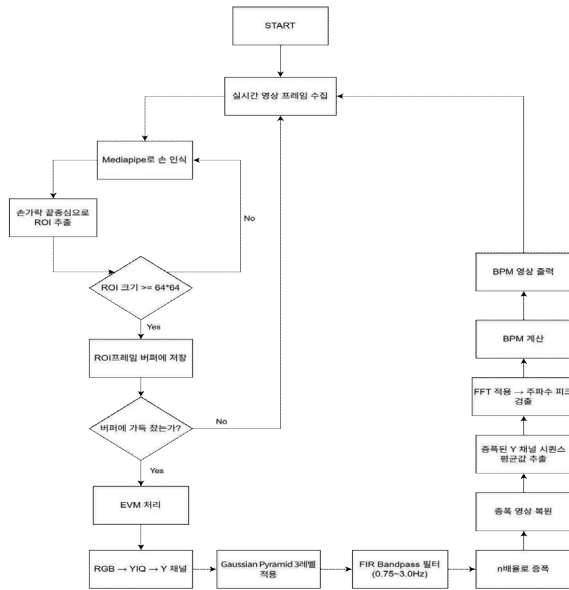 START
실시간 영상 프레임 수집
Mediapipe로 손 인식
손가락 끝중심으로
ROI 추출
No
ROI 크기 >= 64*64
Yes
ROI프레임 버퍼에 저장
버퍼에 가득 찼는가?
No
Yes
EVM 처리
RGB → YIQ → Y 채널
Gaussian Pyramid 3레벨
적용
FIR Bandpass 필터
(0.75~3.0Hz)
n배율로 증폭
증폭 영상 복원
증폭된 Y 채널 시퀀스
평균값 추출
FFT 적용 → 주파수 피크
검출
BPM 계산
BPM 영상 출력